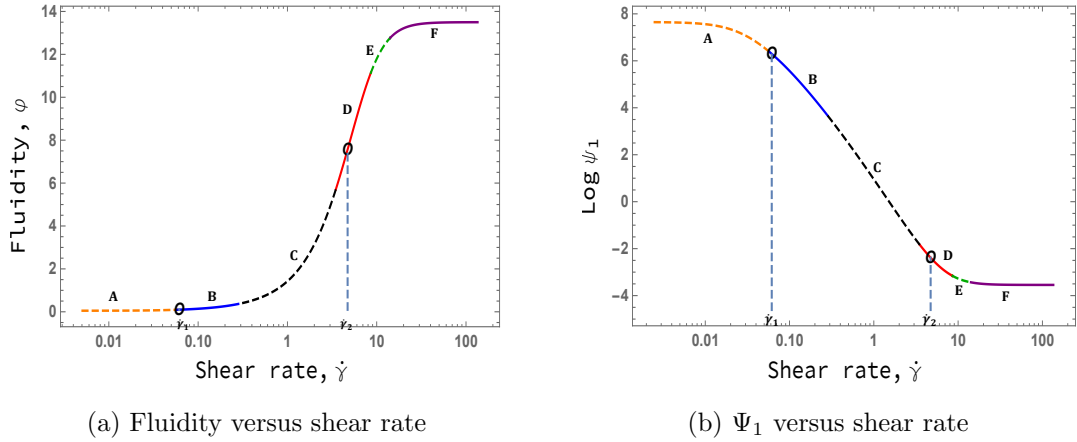 14
12
10
8
6
4
2
0
Fluidity, φ
A
B
C
D
E
F
γ̇₁
γ̇₂
0.01
0.10
1
10
100
Shear rate, γ̇
(a) Fluidity versus shear rate
8
6
4
2
0
−2
−4
Log ψ₁
A
B
C
D
E
F
γ̇₁
γ̇₂
0.01
0.10
1
10
100
Shear rate, γ̇
(b) Ψ₁ versus shear rate